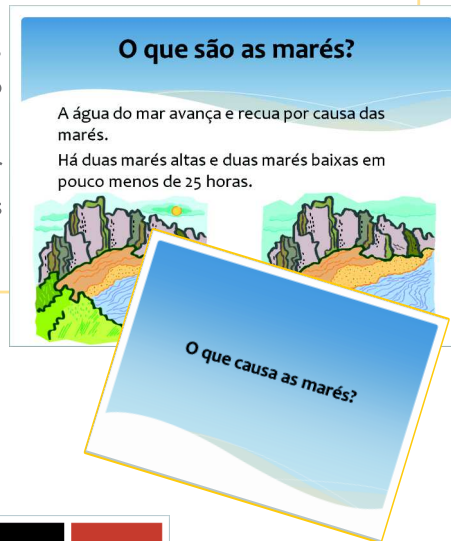 O que são as marés?
A água do mar avança e recua por causa das
marés.
Há duas marés altas e duas marés baixas em
pouco menos de 25 horas.
O que causa as marés?